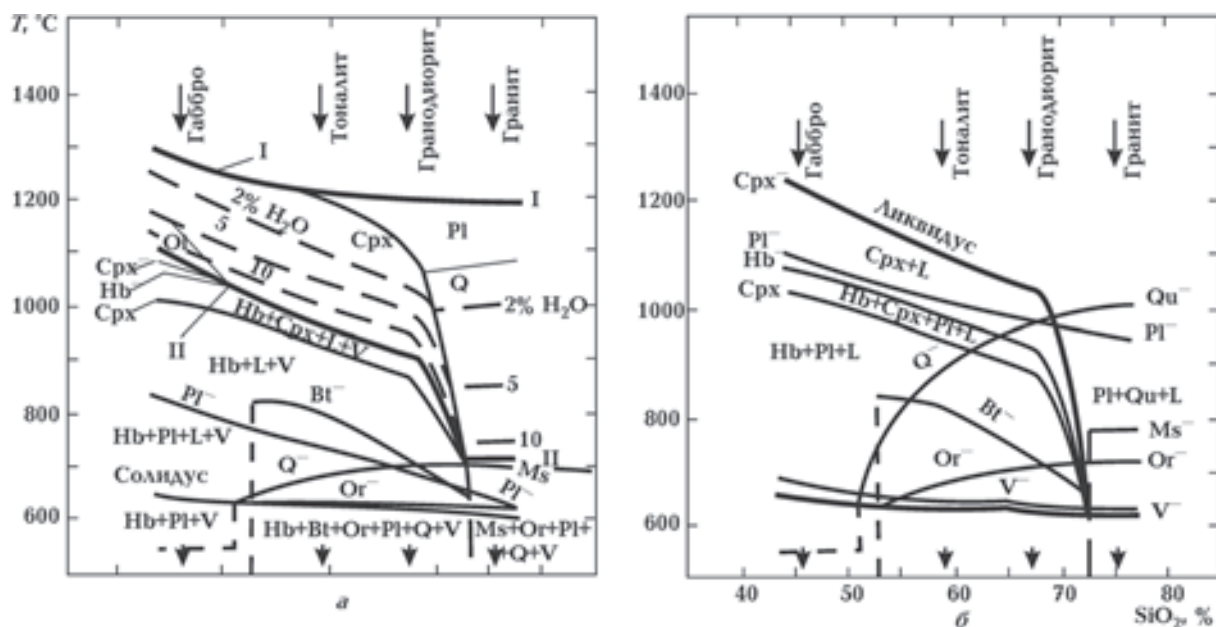 T, °C
1400
1200
1000
800
600
Габбро
Тоналит
Гранодиорит
Гранит
I
I
2% H₂O
5
10
Ol
Cpx
Pl
Q
2% H₂O
Cpx⁻
Hb⁻
Cpx
II
Hb+Cpx+L+V
Hb+L+V
5
Pl⁻
Bt⁻
10
II
Hb+Pl+L+V
Q⁻
Ms
Солидус
Or⁻
Pl⁻
Hb+Pl+V
Hb+Bt+Or+Pl+Q+V
Ms+Or+Pl+
+Q+V
а
1400
1200
1000
800
600
Габбро
Тоналит
Гранодиорит
Гранит
Cpx⁻
Ликвидус
Pl⁻
Hb⁻
Cpx
Cpx+L
Hb+Cpx+Pl+L
Qu⁻
Pl⁻
Hb+Pl+L
Q⁻
Pl+Qu+L
Bt⁻
Ms⁻
Or⁻
Or⁻
V⁻
V⁻
40
50
60
70
80
б
SiO₂, %